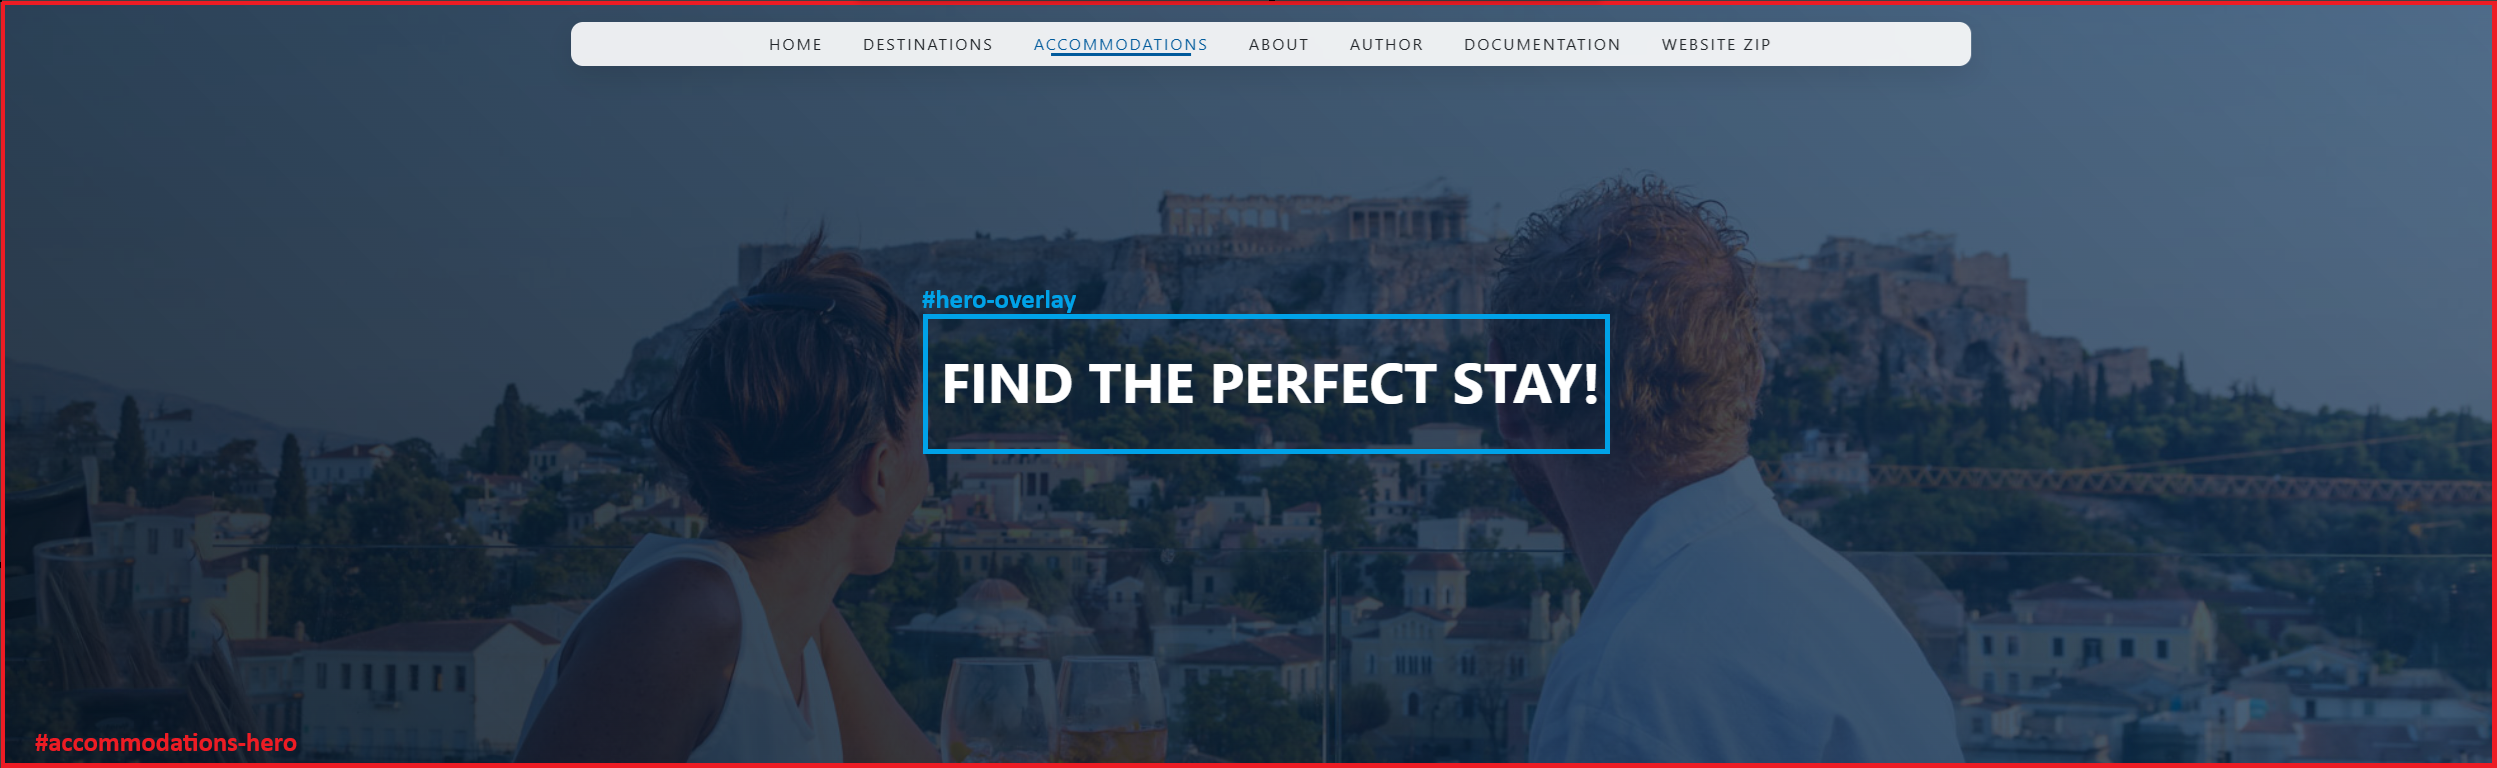 HOME DESTINATIONS ACCOMMODATIONS ABOUT AUTHOR DOCUMENTATION WEBSITE ZIP
#hero-overlay
FIND THE PERFECT STAY!
#accommodations-hero